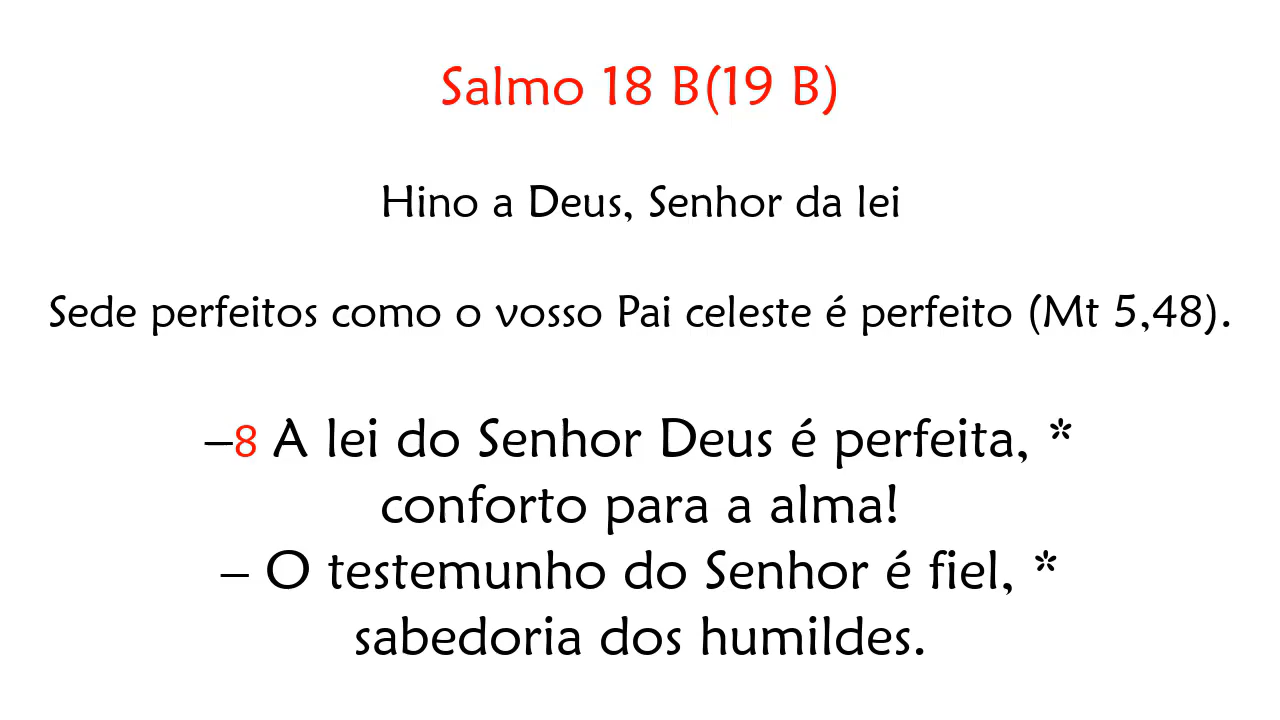 Salmo 18 B(19 B)
Hino a Deus, Senhor da lei
Sede perfeitos como o vosso Pai celeste é perfeito (Mt 5,48).
–8 A lei do Senhor Deus é perfeita, *
conforto para a alma!
– O testemunho do Senhor é fiel, *
sabedoria dos humildes.